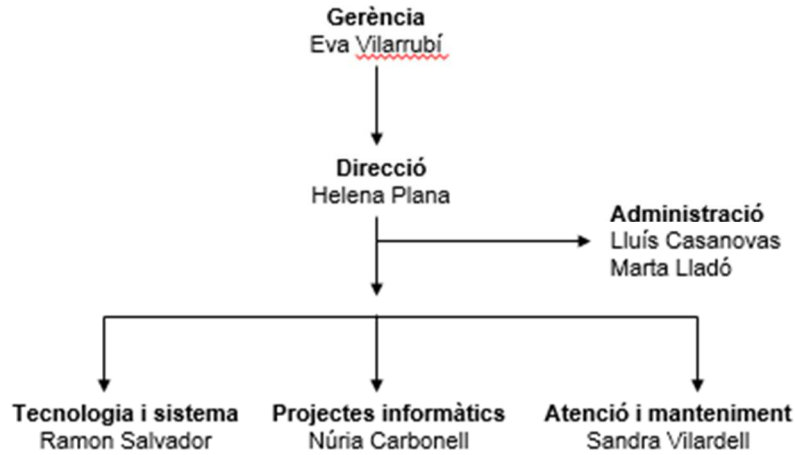 Gerència
Eva Vilarrubí
Direcció
Helena Plana
Administració
Lluís Casanovas
Marta Lladó
Tecnologia i sistema
Ramon Salvador
Projectes informàtics
Núria Carbonell
Atenció i manteniment
Sandra Vilardell